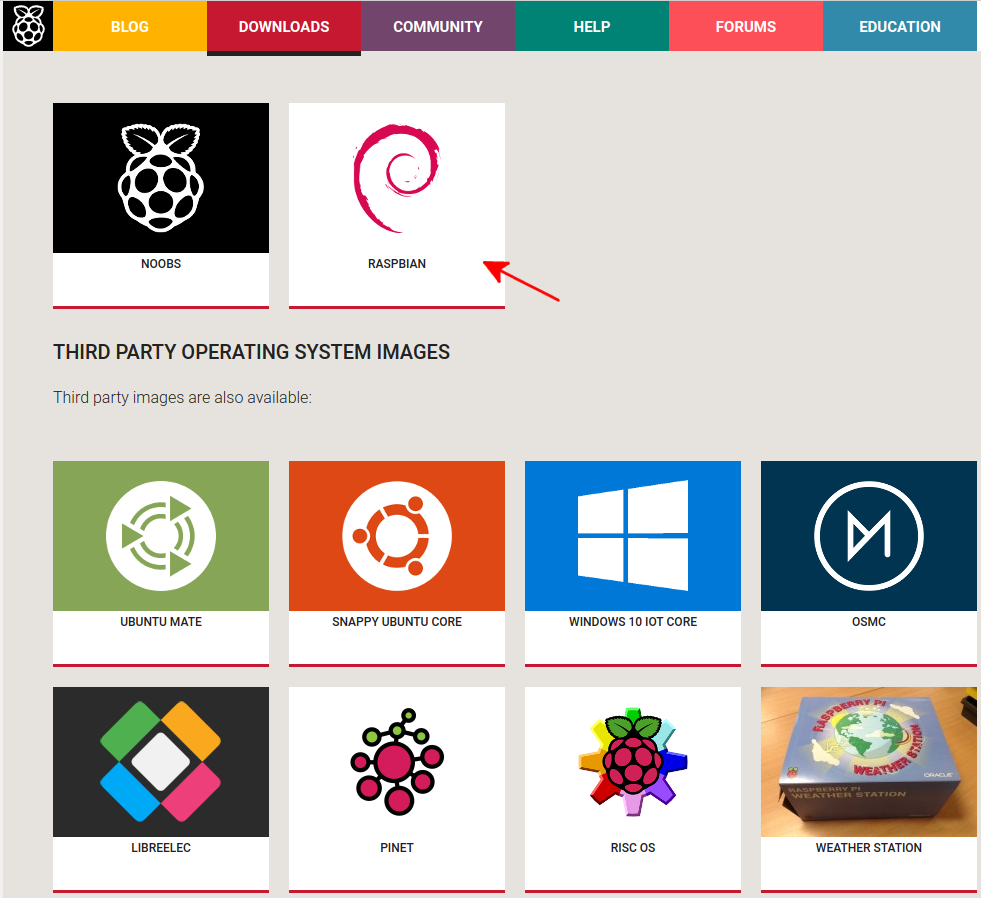 BLOG DOWNLOADS COMMUNITY HELP FORUMS EDUCATION
NOOBS RASPBIAN
THIRD PARTY OPERATING SYSTEM IMAGES
Third party images are also available:
UBUNTU MATE SNAPPY UBUNTU CORE WINDOWS 10 IOT CORE OSMC
RASPBERRY PI
WEATHER STATION
ORACLE
RASPBERRY PI
WEATHER STATION
LIBREELEC PINET RISC OS WEATHER STATION